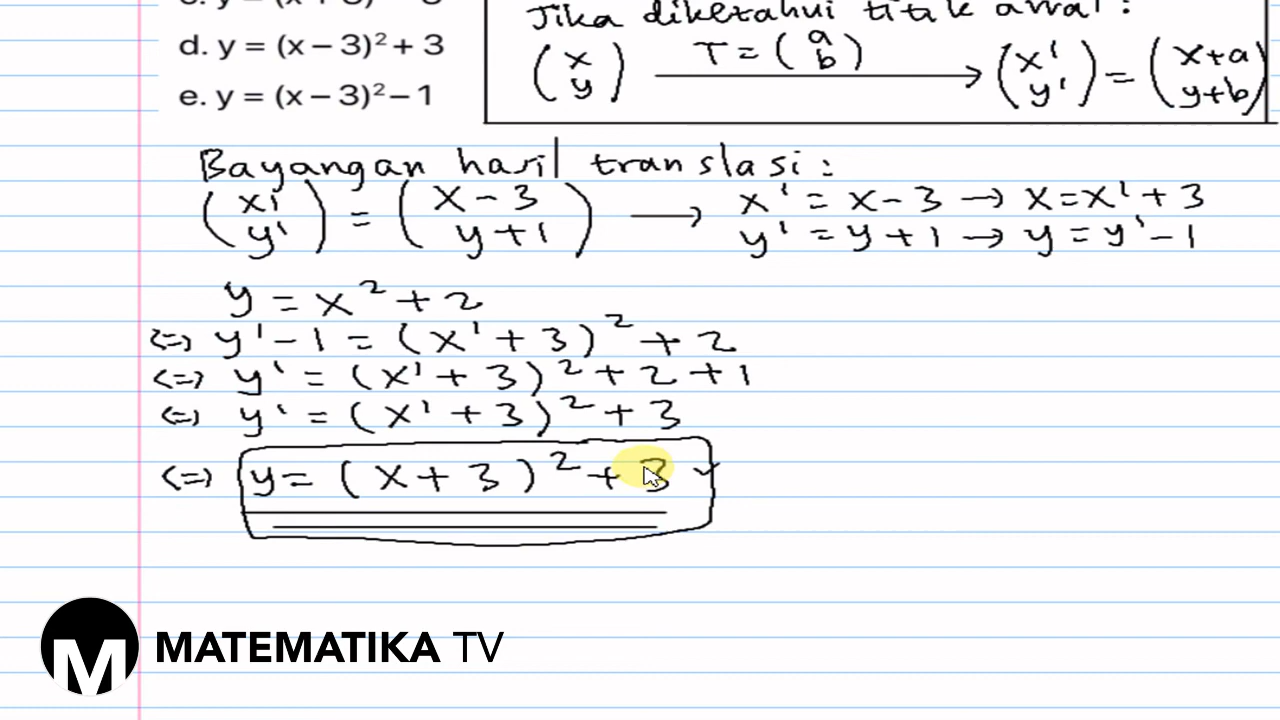 d. y = (x – 3)² + 3
e. y = (x – 3)² – 1
Jika diketahui titik awal :
(x y) T = (a b) → (x' y') = (x+a y+b)
Bayangan hasil translasi :
(x' y') = (x – 3 y + 1) → x' = x – 3 → x = x' + 3
y' = y + 1 → y = y' – 1
y = x² + 2
<=> y' – 1 = (x' + 3)² + 2
<=> y' = (x' + 3)² + 2 + 1
<=> y' = (x' + 3)² + 3
<=> y = (x + 3)² + 3
M MATEMATIKA TV